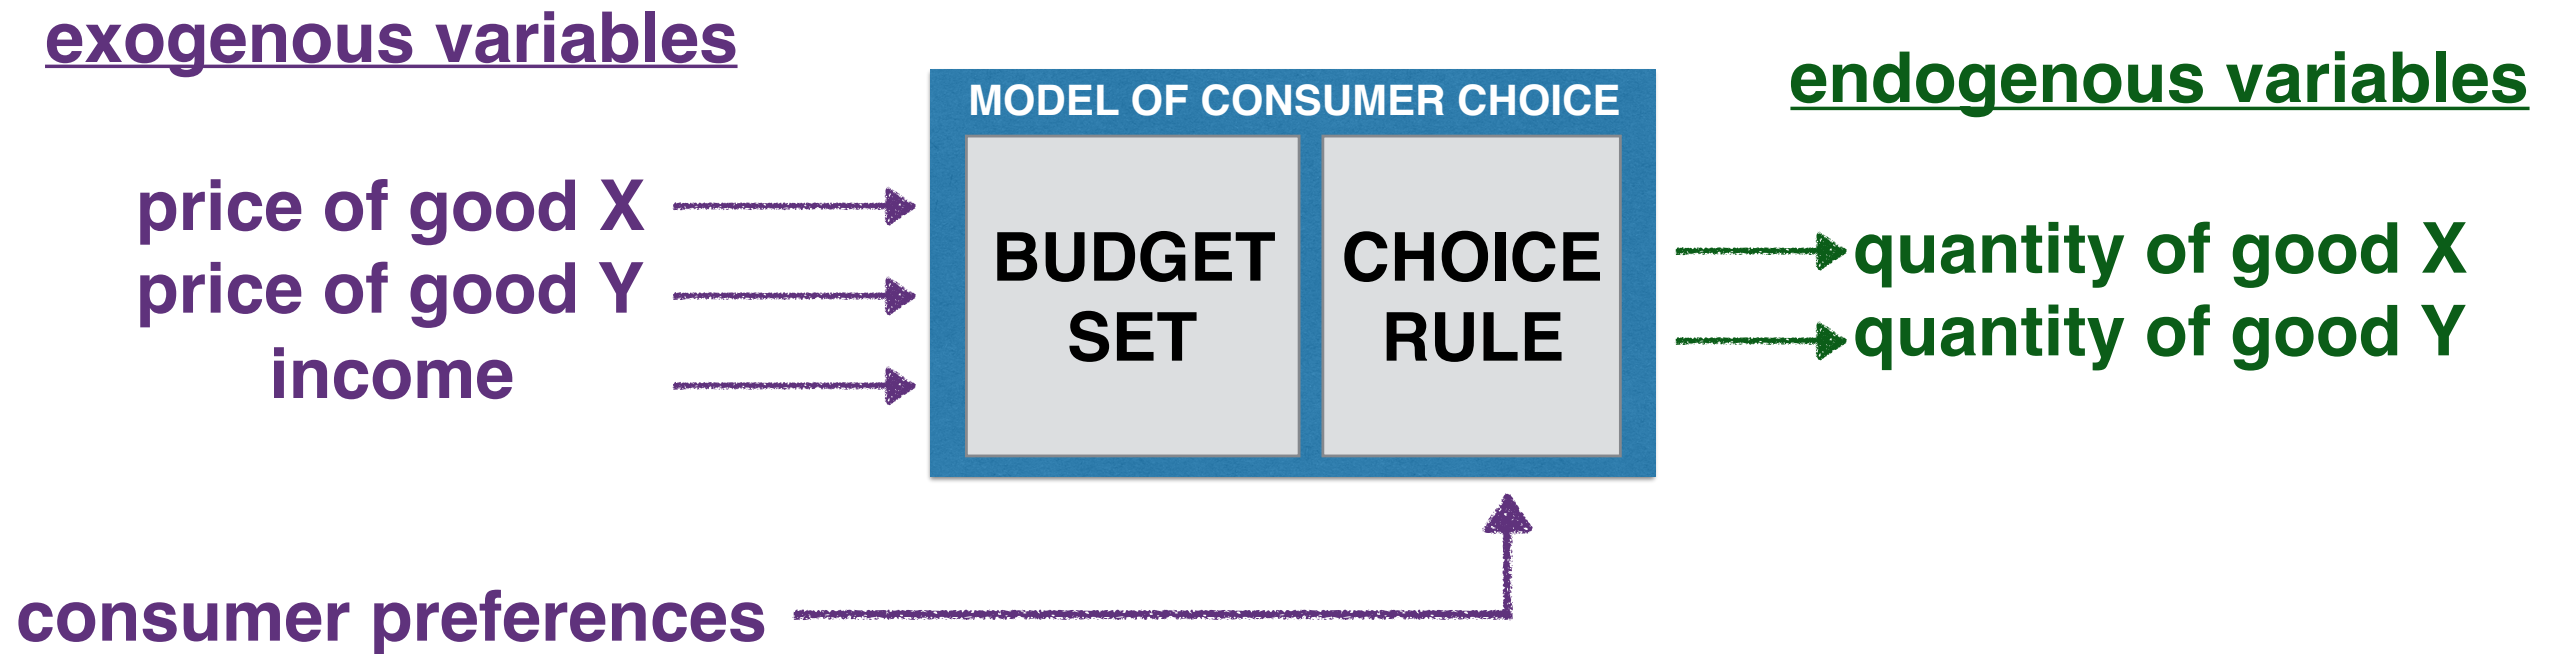 exogenous variables
price of good X
price of good Y
income
consumer preferences
MODEL OF CONSUMER CHOICE
BUDGET
SET
CHOICE
RULE
endogenous variables
quantity of good X
quantity of good Y